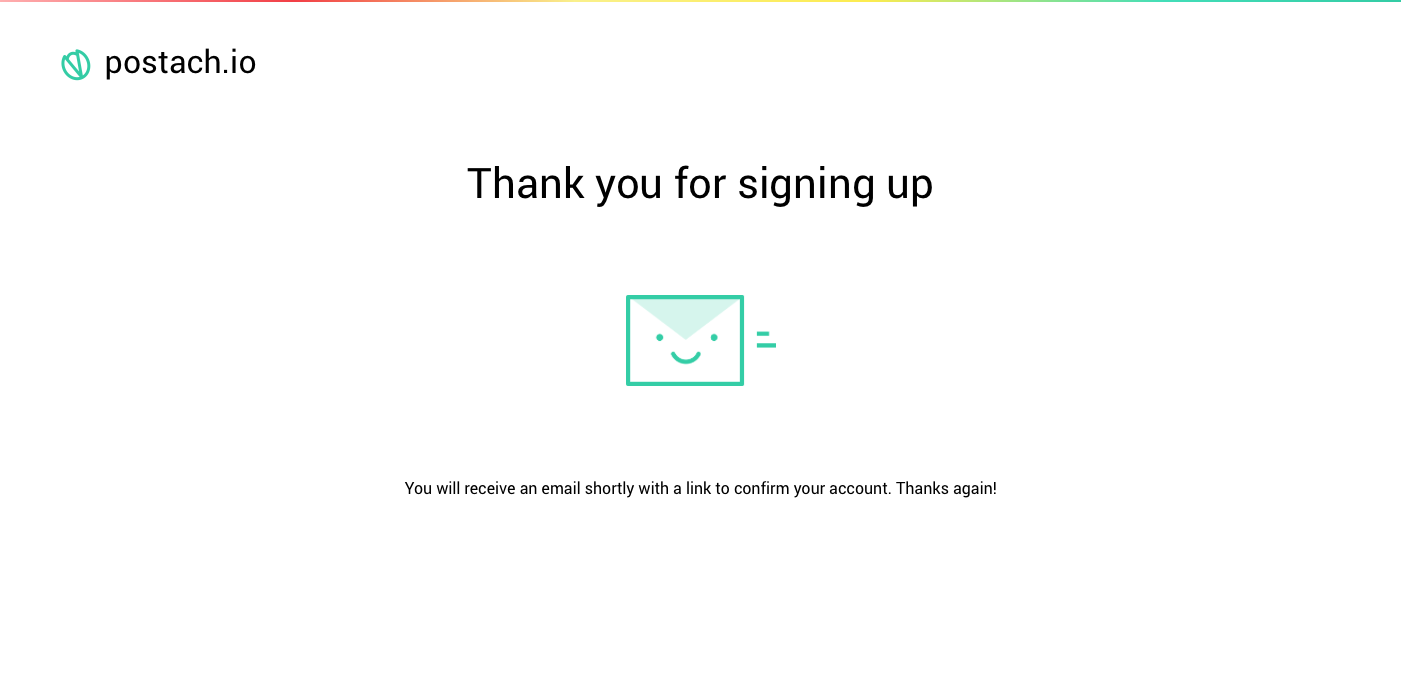 postach.io
Thank you for signing up
You will receive an email shortly with a link to confirm your account. Thanks again!